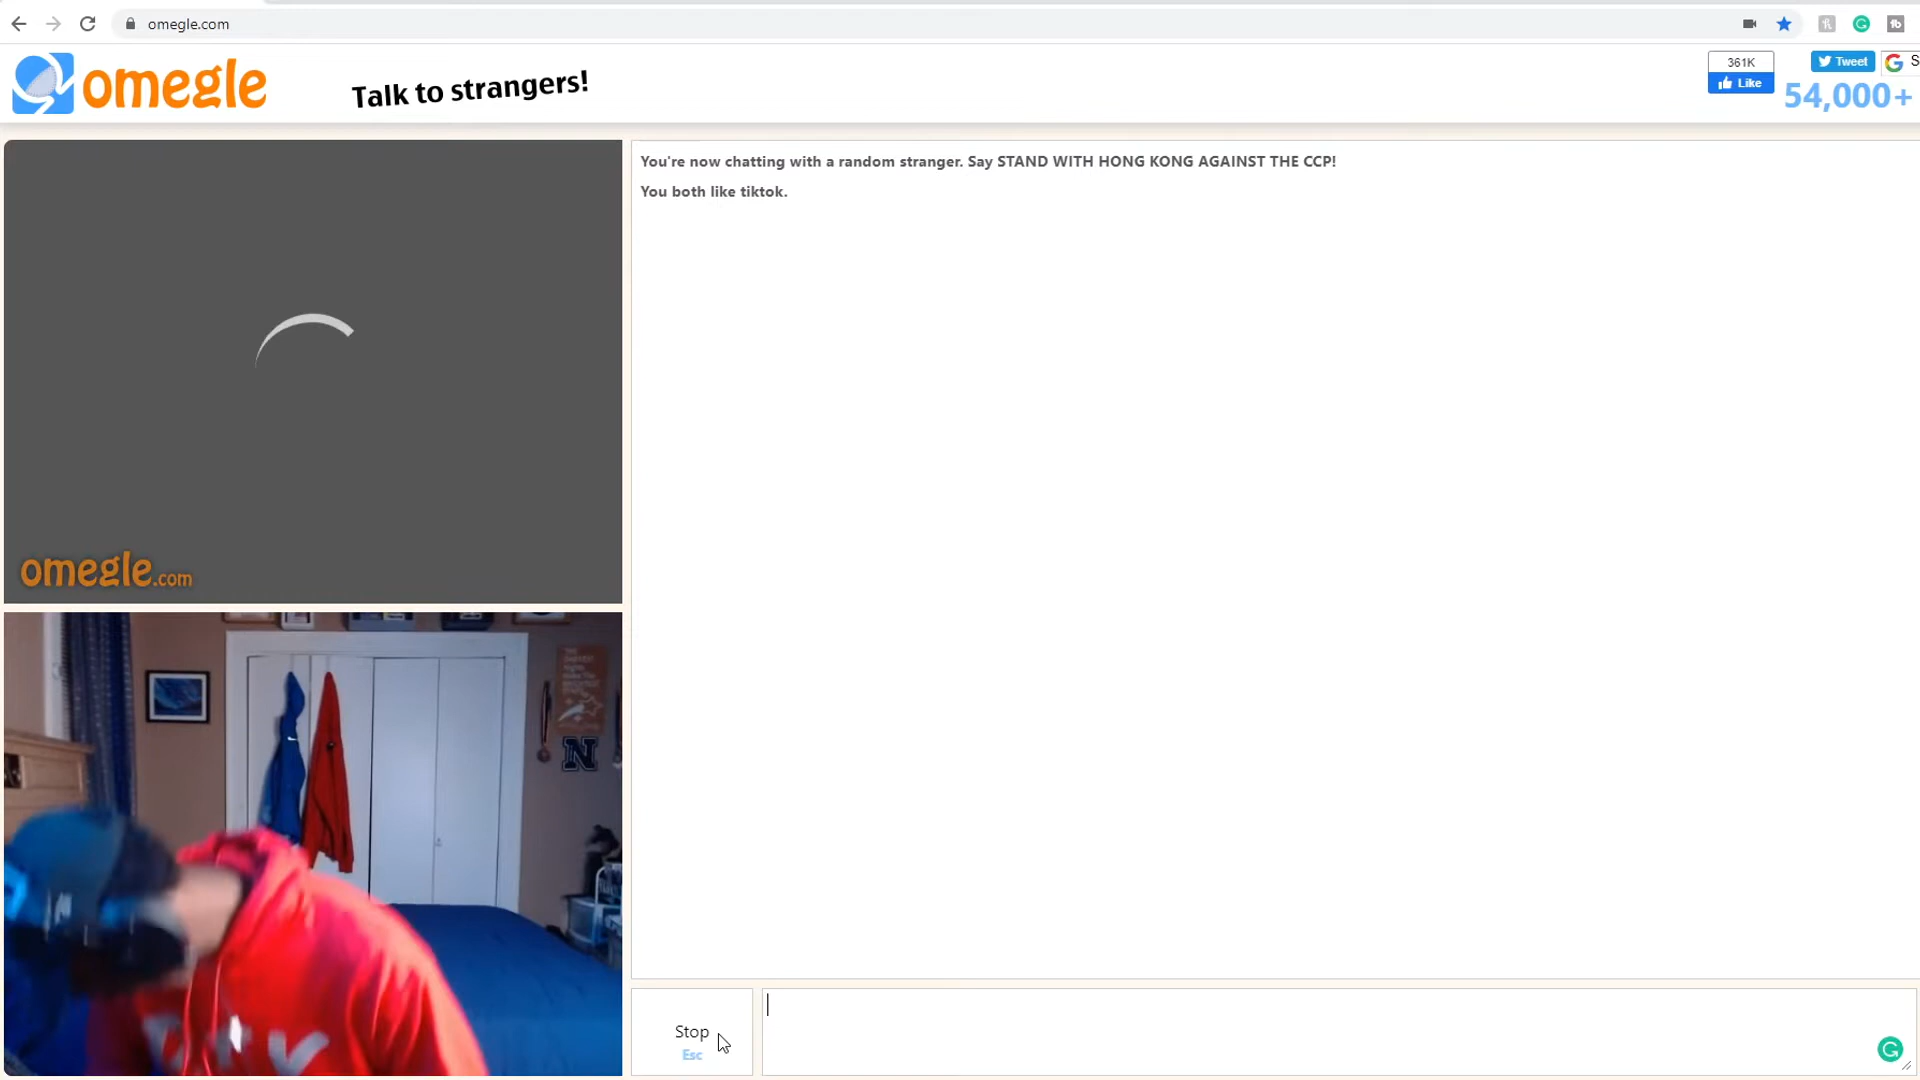 omegle.com
omegle
Talk to strangers!
361K
Like
Tweet
S
54,000+
You're now chatting with a random stranger. Say STAND WITH HONG KONG AGAINST THE CCP!
You both like tiktok.
omegle.com
N
Stop
Esc